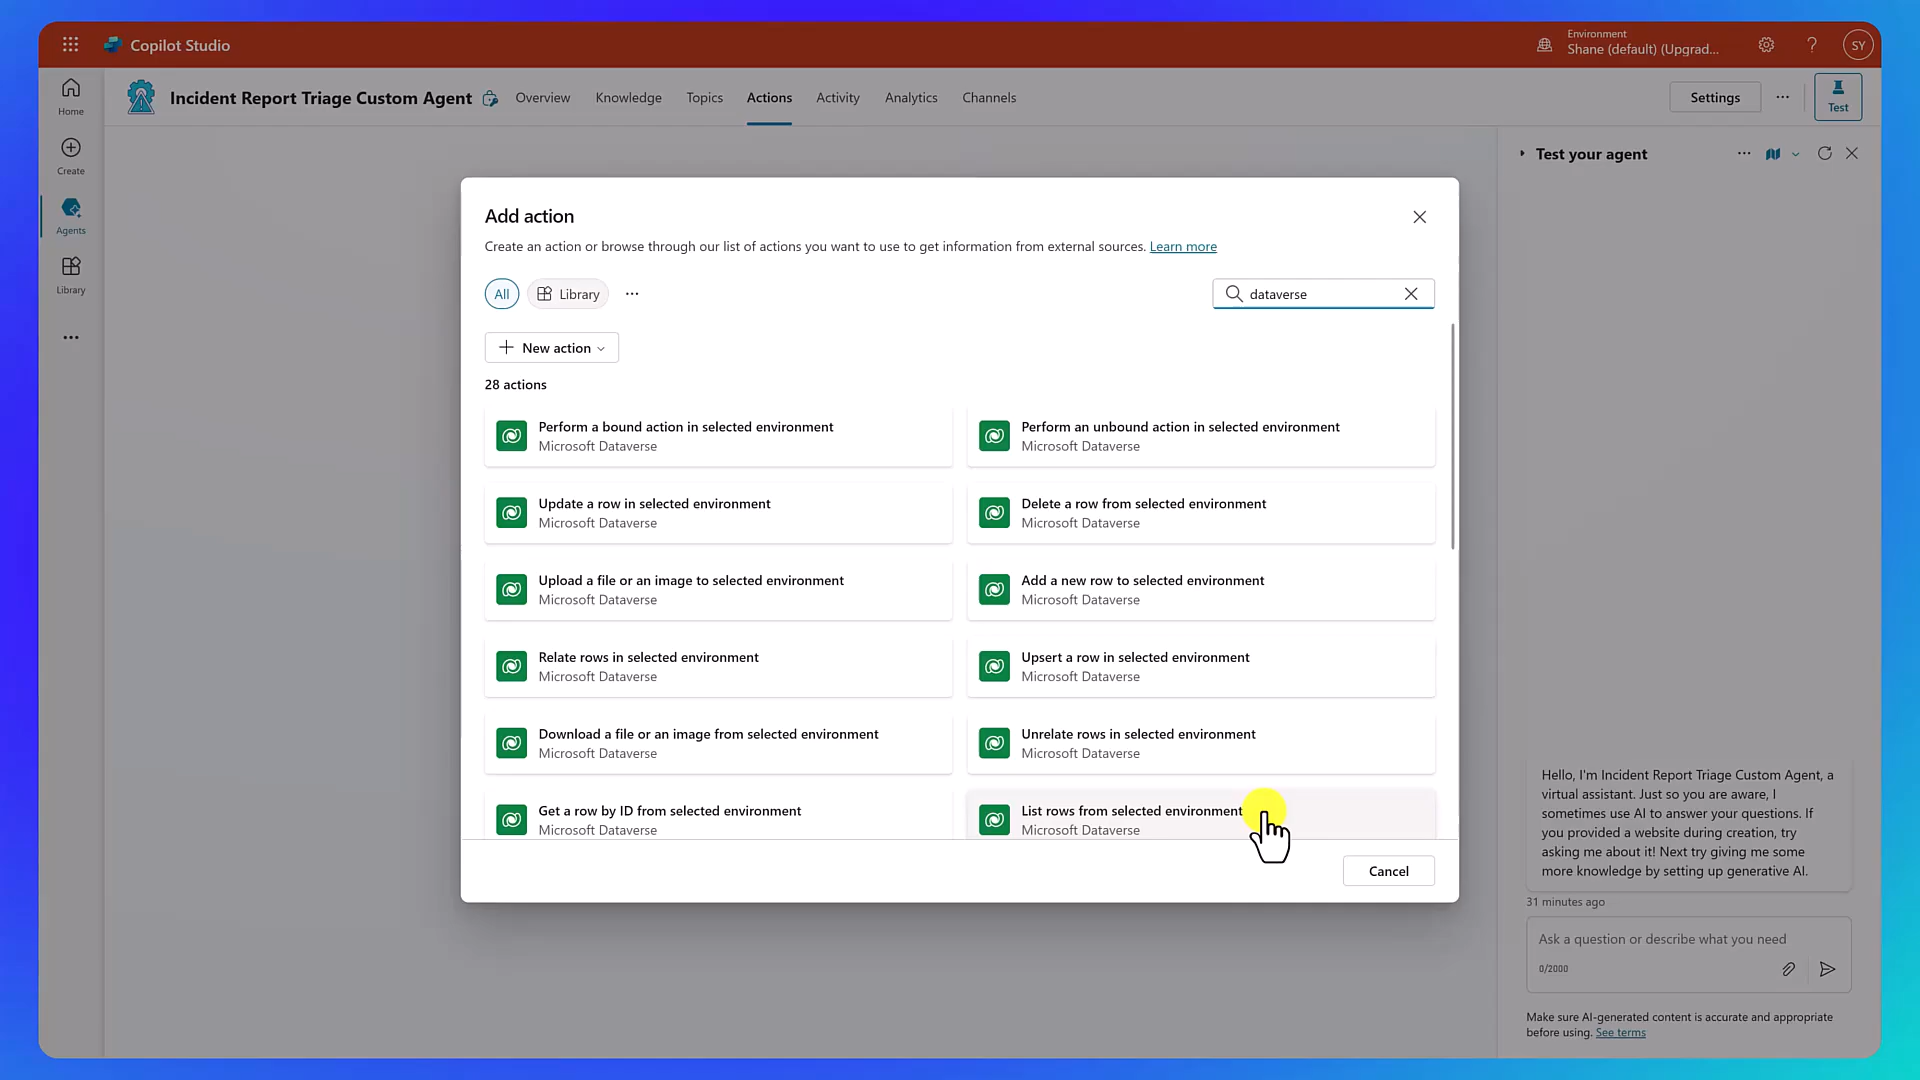 Copilot Studio
Environment
Shane (default) (Upgrad...
SY
Home
Create
Agents
Library
Incident Report Triage Custom Agent
Overview
Knowledge
Topics
Actions
Activity
Analytics
Channels
Settings
Test
Test your agent
Add action
Create an action or browse through our list of actions you want to use to get information from external sources. Learn more
All
Library
dataverse
New action
28 actions
Perform a bound action in selected environment
Microsoft Dataverse
Perform an unbound action in selected environment
Microsoft Dataverse
Update a row in selected environment
Microsoft Dataverse
Delete a row from selected environment
Microsoft Dataverse
Upload a file or an image to selected environment
Microsoft Dataverse
Add a new row to selected environment
Microsoft Dataverse
Relate rows in selected environment
Microsoft Dataverse
Upsert a row in selected environment
Microsoft Dataverse
Download a file or an image from selected environment
Microsoft Dataverse
Unrelate rows in selected environment
Microsoft Dataverse
Get a row by ID from selected environment
Microsoft Dataverse
List rows from selected environment
Microsoft Dataverse
Cancel
Hello, I'm Incident Report Triage Custom Agent, a
virtual assistant. Just so you are aware, I
sometimes use AI to answer your questions. If
you provided a website during creation, try
asking me about it! Next try giving me some
more knowledge by setting up generative AI.
31 minutes ago
Ask a question or describe what you need
0/2000
Make sure AI-generated content is accurate and appropriate
before using. See terms